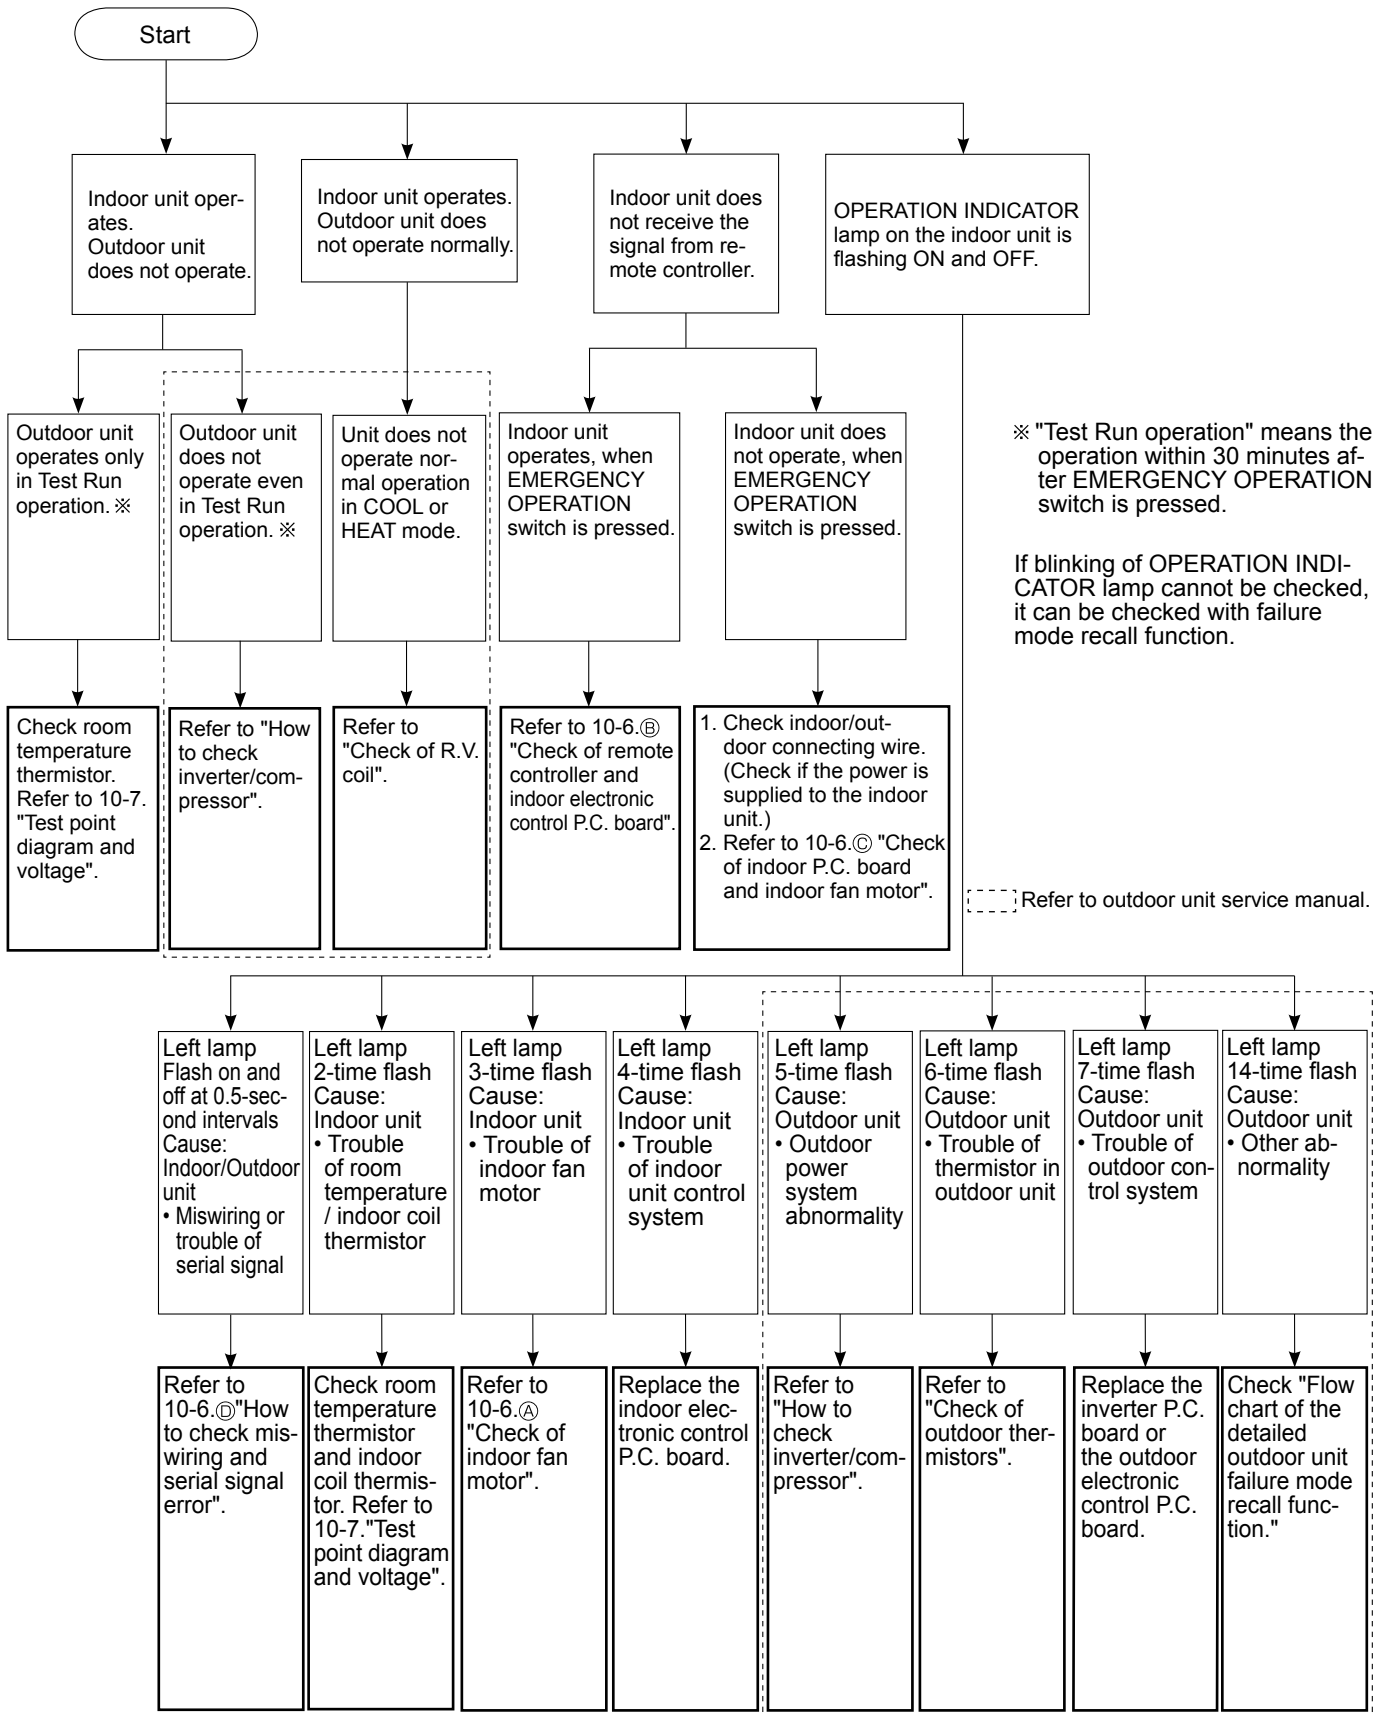 Start
Indoor unit oper-
ates.
Outdoor unit
does not operate.
Indoor unit operates.
Outdoor unit does
not operate normally.
Indoor unit does
not receive the
signal from re-
mote controller.
OPERATION INDICATOR
lamp on the indoor unit is
flashing ON and OFF.
Outdoor unit
operates only
in Test Run
operation. ※
Outdoor unit
does not
operate even
in Test Run
operation. ※
Unit does not
operate nor-
mal operation
in COOL or
HEAT mode.
Indoor unit
operates, when
EMERGENCY
OPERATION
switch is pressed.
Indoor unit does
not operate, when
EMERGENCY
OPERATION
switch is pressed.
※ "Test Run operation" means the
operation within 30 minutes af-
ter EMERGENCY OPERATION
switch is pressed.
If blinking of OPERATION INDI-
CATOR lamp cannot be checked,
it can be checked with failure
mode recall function.
Check room
temperature
thermistor.
Refer to 10-7.
"Test point
diagram and
voltage".
Refer to "How
to check
inverter/com-
pressor".
Refer to
"Check of R.V.
coil".
Refer to 10-6.Ⓑ
"Check of remote
controller and
indoor electronic
control P.C. board".
1. Check indoor/out-
door connecting wire.
(Check if the power is
supplied to the indoor
unit.)
2. Refer to 10-6.Ⓒ "Check
of indoor P.C. board
and indoor fan motor".
Refer to outdoor unit service manual.
Left lamp
Flash on and
off at 0.5-sec-
ond intervals
Cause:
Indoor/Outdoor
unit
• Miswiring or
trouble of
serial signal
Left lamp
2-time flash
Cause:
Indoor unit
• Trouble
of room
temperature
/ indoor coil
thermistor
Left lamp
3-time flash
Cause:
Indoor unit
• Trouble of
indoor fan
motor
Left lamp
4-time flash
Cause:
Indoor unit
• Trouble
of indoor
unit control
system
Left lamp
5-time flash
Cause:
Outdoor unit
• Outdoor
power
system
abnormality
Left lamp
6-time flash
Cause:
Outdoor unit
• Trouble of
thermistor in
outdoor unit
Left lamp
7-time flash
Cause:
Outdoor unit
• Trouble of
outdoor con-
trol system
Left lamp
14-time flash
Cause:
Outdoor unit
• Other ab-
normality
Refer to
10-6.Ⓓ"How
to check mis-
wiring and
serial signal
error".
Check room
temperature
thermistor
and indoor
coil thermis-
tor. Refer to
10-7."Test
point diagram
and voltage".
Refer to
10-6.Ⓐ
"Check of
indoor fan
motor".
Replace the
indoor elec-
tronic control
P.C. board.
Refer to
"How to
check
inverter/com-
pressor".
Refer to
"Check of
outdoor ther-
mistors".
Replace the
inverter P.C.
board or
the outdoor
electronic
control P.C.
board.
Check "Flow
chart of the
detailed
outdoor unit
failure mode
recall func-
tion."